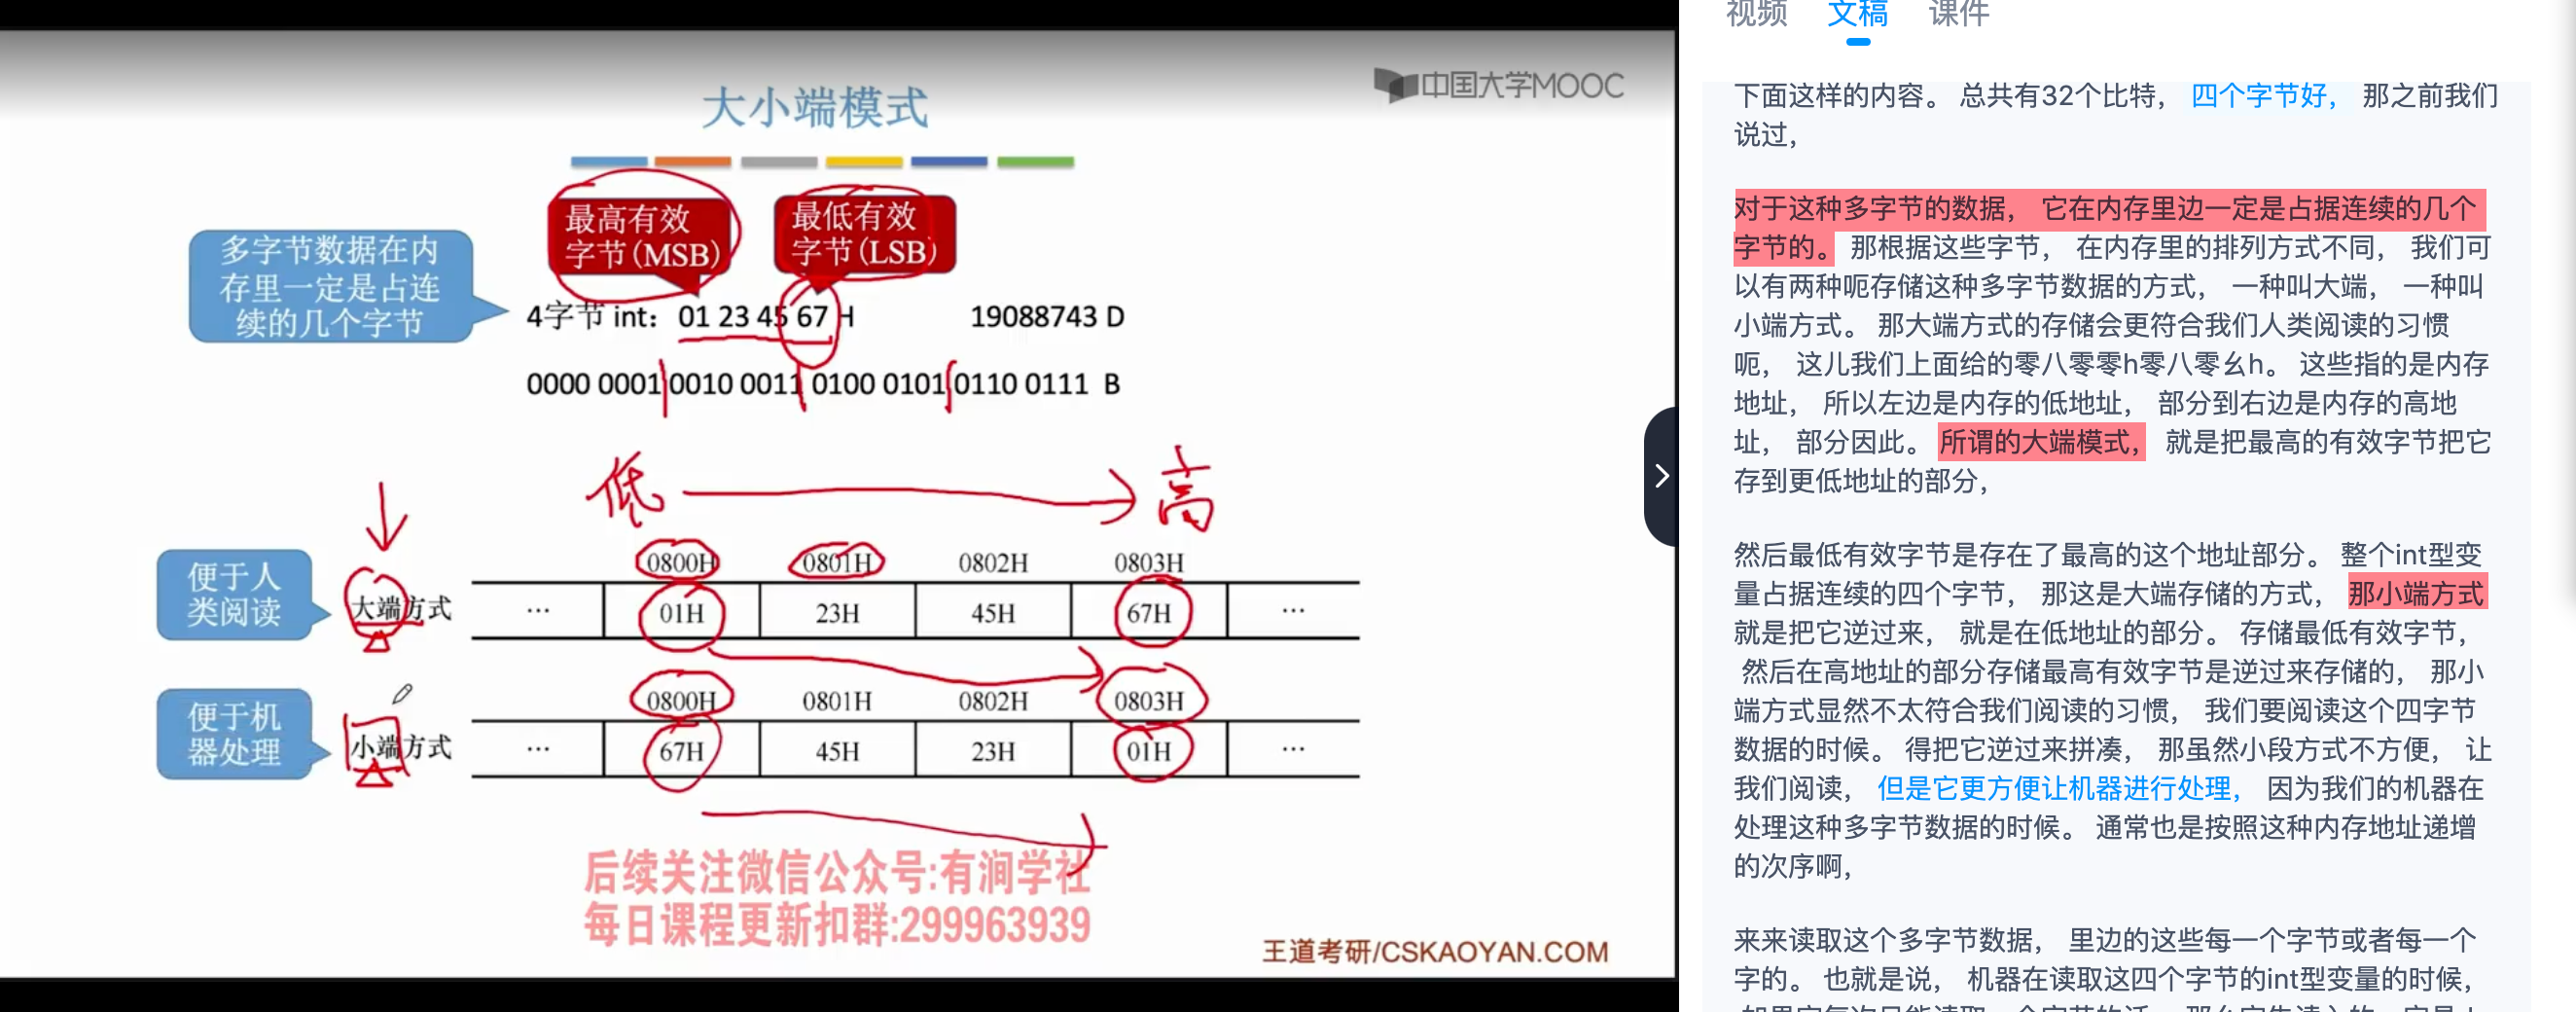 大小端模式
中国大学MOOC
最高有效
字节(MSB)
最低有效
字节(LSB)
多字节数据在内
存里一定是占连
续的几个字节
4字节 int： 01 23 45 67 H 19088743 D
0000 0001 0010 0011 0100 0101 0110 0111 B
低 高
便于人
类阅读
大端方式
0800H 0801H 0802H 0803H
... 01H 23H 45H 67H ...
便于机
器处理
小端方式
0800H 0801H 0802H 0803H
... 67H 45H 23H 01H ...
后续关注微信公众号:有涧学社
每日课程更新扣群:299963939
王道考研/CSKAOYAN.COM
视频 文稿 课件
下面这样的内容。 总共有32个比特， 四个字节好， 那之前我们
说过，
对于这种多字节的数据， 它在内存里边一定是占据连续的几个
字节的。 那根据这些字节， 在内存里的排列方式不同， 我们可
以有两种呃存储这种多字节数据的方式， 一种叫大端， 一种叫
小端方式。 那大端方式的存储会更符合我们人类阅读的习惯
呃， 这儿我们上面给的零八零零h零八零幺h。 这些指的是内存
地址， 所以左边是内存的低地址， 部分到右边是内存的高地
址， 部分因此。 所谓的大端模式， 就是把最高的有效字节把它
存到更低地址的部分，
然后最低有效字节是存在了最高的这个地址部分。 整个int型变
量占据连续的四个字节， 那这是大端存储的方式， 那小端方式
就是把它逆过来， 就是在低地址的部分。 存储最低有效字节，
然后在高地址的部分存储最高有效字节是逆过来存储的， 那小
端方式显然不太符合我们阅读的习惯， 我们要阅读这个四字节
数据的时候。 得把它逆过来拼凑， 那虽然小段方式不方便， 让
我们阅读， 但是它更方便让机器进行处理， 因为我们的机器在
处理这种多字节数据的时候。 通常也是按照这种内存地址递增
的次序啊，
来来读取这个多字节数据， 里边的这些每一个字节或者每一个
字的。 也就是说， 机器在读取这四个字节的int型变量的时候，